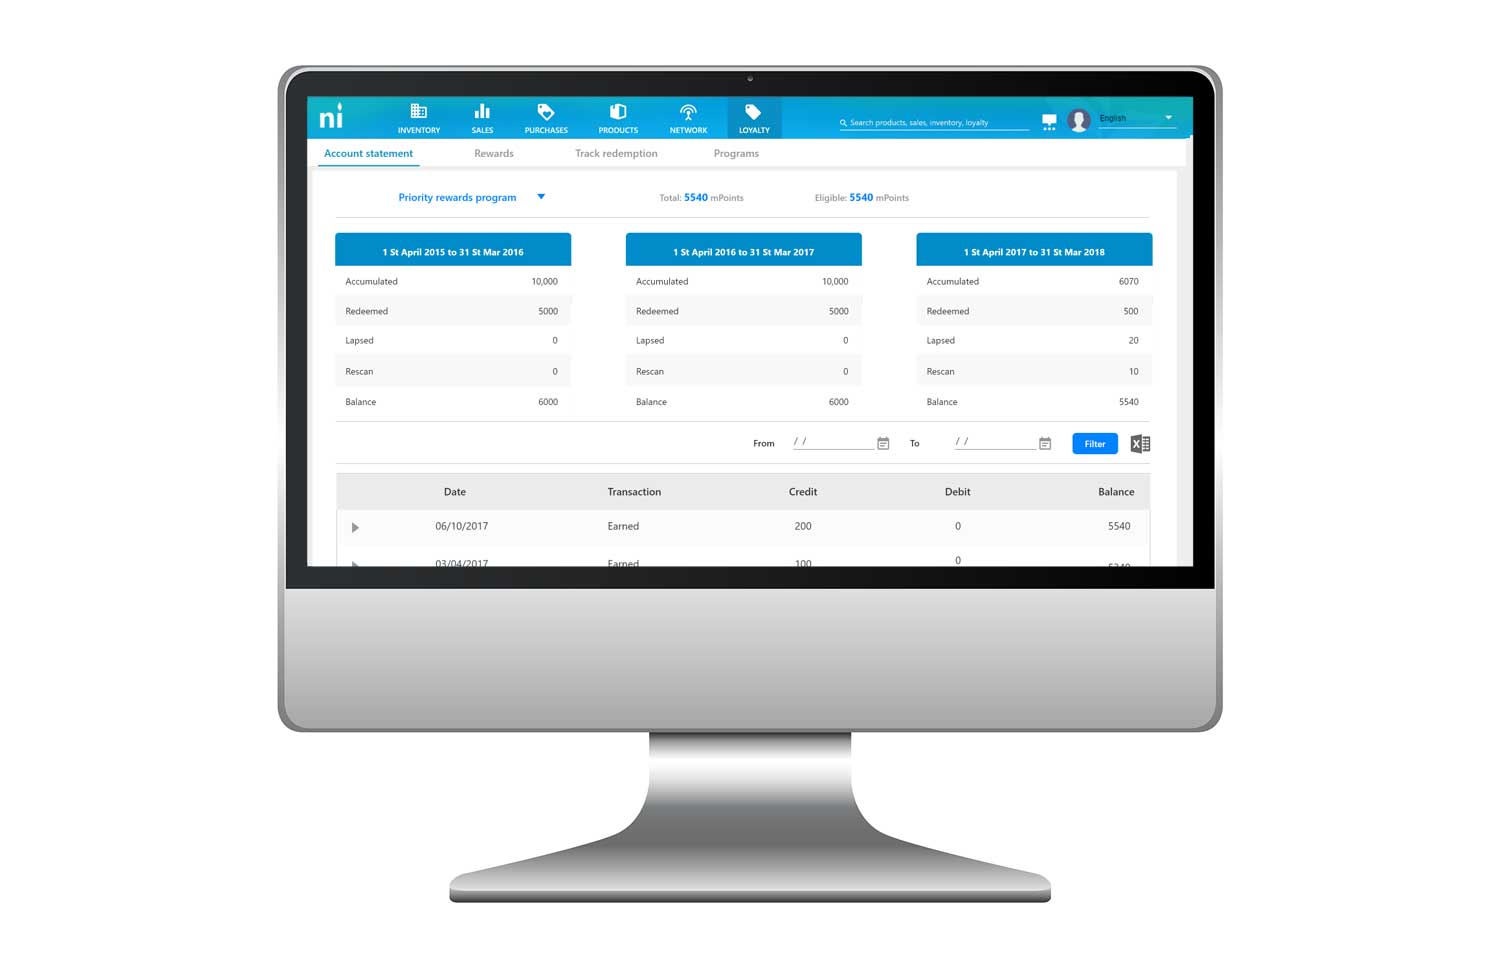 ni
INVENTORY SALES PURCHASES PRODUCTS NETWORK LOYALTY
Search products, sales, inventory, loyalty
English
Account statement Rewards Track redemption Programs
Priority rewards program Total: 5540 mPoints Eligible: 5540 mPoints
1 St April 2015 to 31 St Mar 2016
Accumulated 10,000
Redeemed 5000
Lapsed 0
Rescan 0
Balance 6000
1 St April 2016 to 31 St Mar 2017
Accumulated 10,000
Redeemed 5000
Lapsed 0
Rescan 0
Balance 6000
1 St April 2017 to 31 St Mar 2018
Accumulated 6070
Redeemed 500
Lapsed 20
Rescan 10
Balance 5540
From / / To / / Filter X
Date Transaction Credit Debit Balance
06/10/2017 Earned 200 0 5540
03/04/2017 Earned 100 0 5340